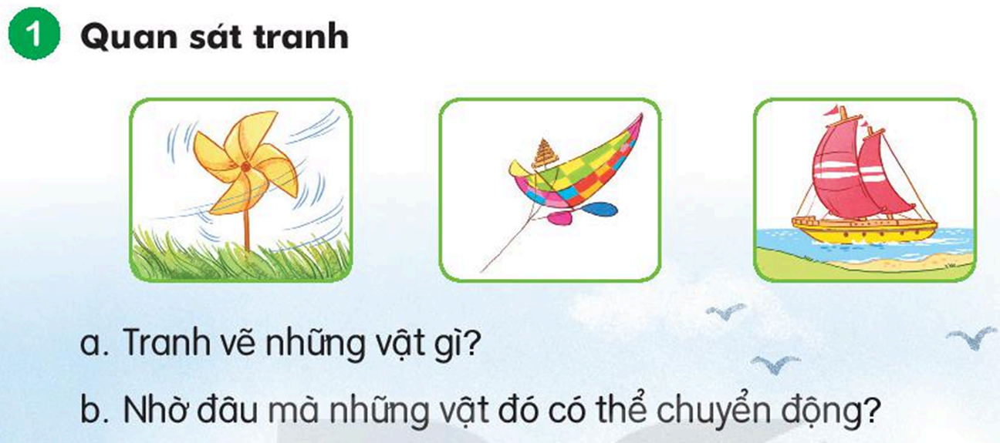 1 Quan sát tranh
a. Tranh vẽ những vật gì?
b. Nhờ đâu mà những vật đó có thể chuyển động?